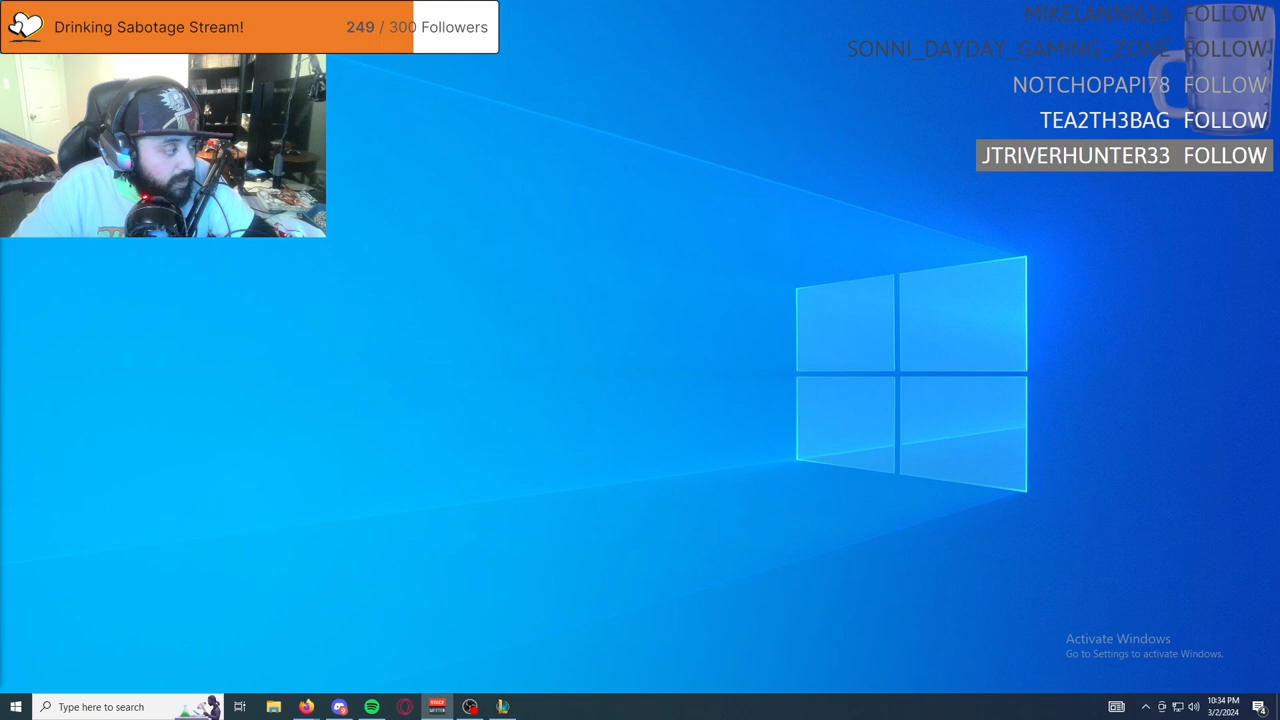 Drinking Sabotage Stream! 249 / 300 Followers
MIKELANNI616 FOLLOW
SONNI_DAYDAY_GAMING_ZONE FOLLOW
NOTCHOPAPI78 FOLLOW
TEA2TH3BAG FOLLOW
JTRIVERHUNTER33 FOLLOW
Activate Windows
Go to Settings to activate Windows.
Type here to search
10:34 PM
3/2/2024
4